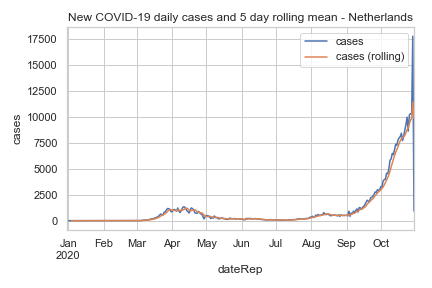 New COVID-19 daily cases and 5 day rolling mean - Netherlands
cases
cases (rolling)
17500
15000
12500
10000
7500
5000
2500
0
cases
Jan Feb Mar Apr May Jun Jul Aug Sep Oct
2020
dateRep